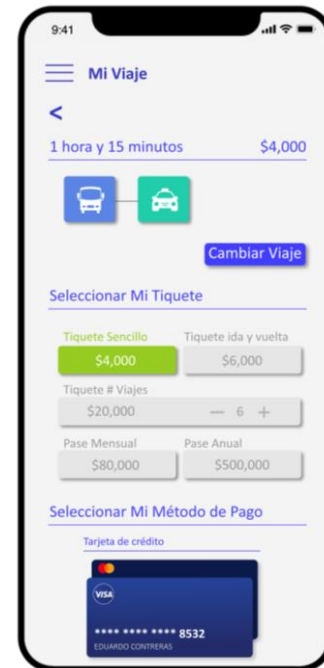 9:41
Mi Viaje
<
1 hora y 15 minutos $4,000
Cambiar Viaje
Seleccionar Mi Tiquete
Tiquete Sencillo Tiquete ida y vuelta
$4,000 $6,000
Tiquete # Viajes
$20,000 — 6 +
Pase Mensual Pase Anual
$80,000 $500,000
Seleccionar Mi Método de Pago
Tarjeta de crédito
VISA
**** **** **** 8532
EDUARDO CONTRERAS